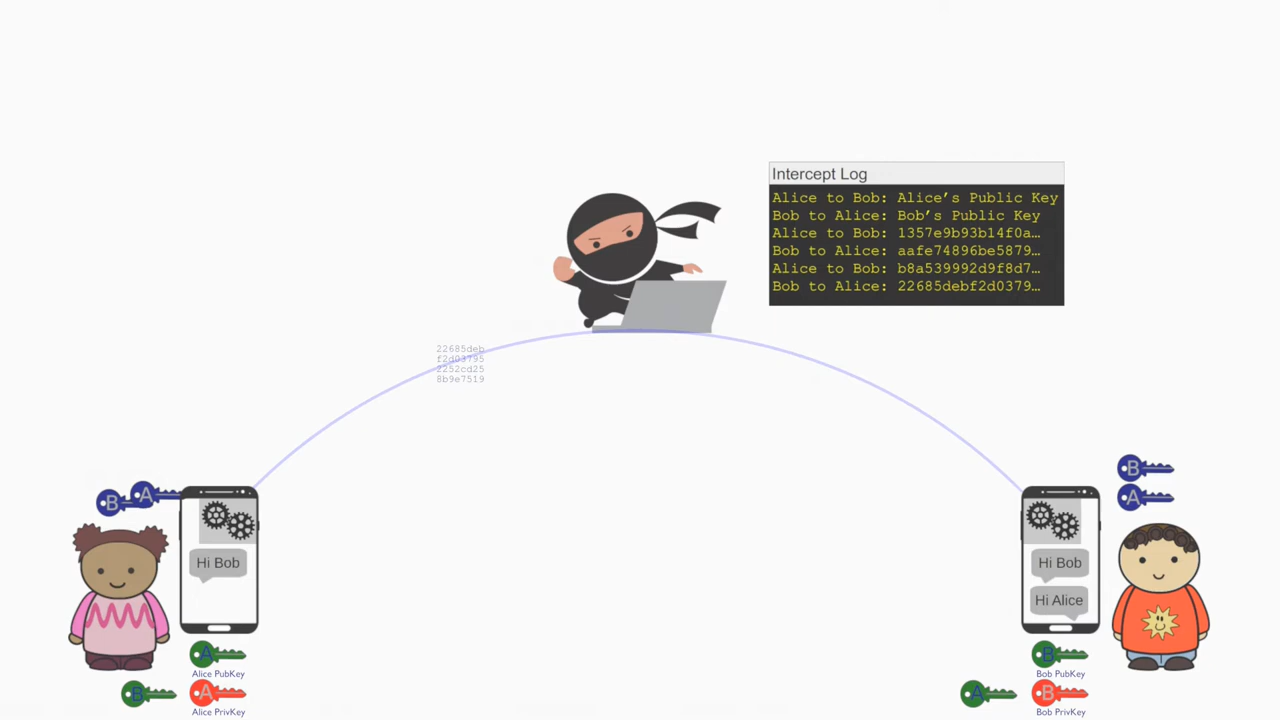 Intercept Log
Alice to Bob: Alice’s Public Key
Bob to Alice: Bob’s Public Key
Alice to Bob: 1357e9b93b14f0a…
Bob to Alice: aafe74896be5879…
Alice to Bob: b8a539992d9f8d7…
Bob to Alice: 22685debf2d0379…
22685deb
f2d03795
2252cd25
8b9e7519
B A
Hi Bob
A
Alice PubKey
B A
Alice PrivKey
B
A
Hi Bob
Hi Alice
B
Bob PubKey
A B
Bob PrivKey